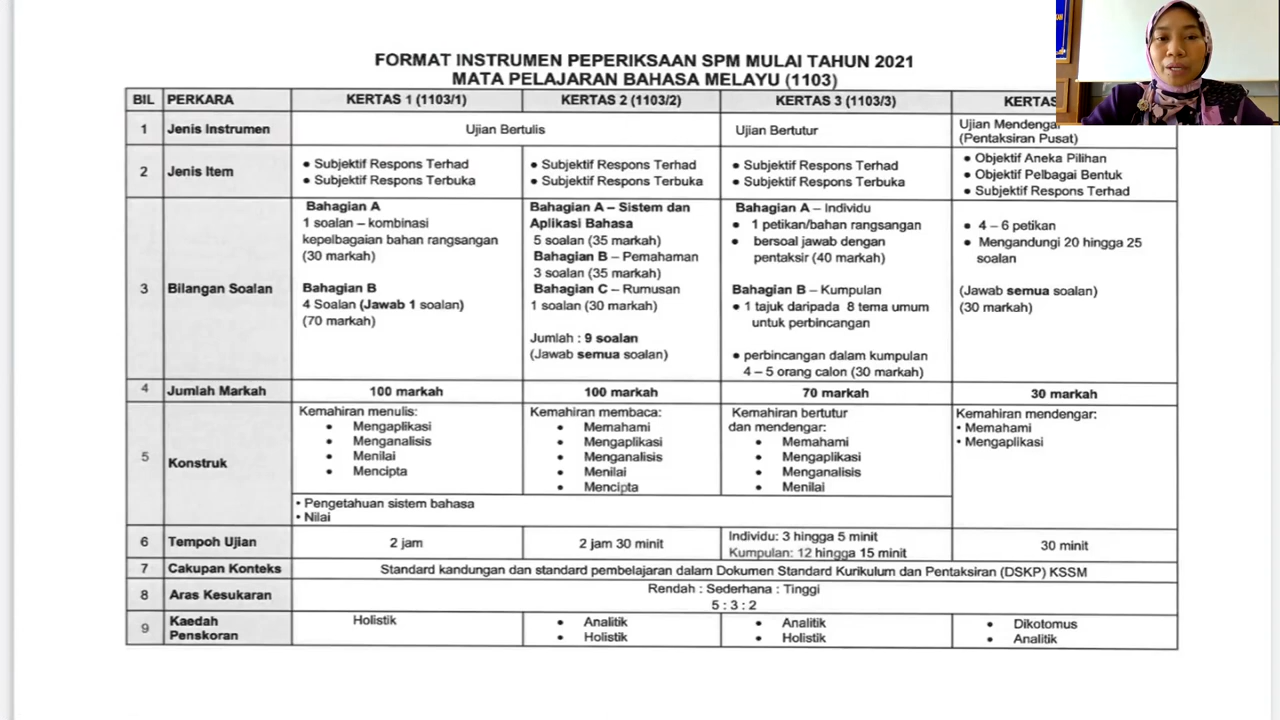 FORMAT INSTRUMEN PEPERIKSAAN SPM MULAI TAHUN 2021
MATA PELAJARAN BAHASA MELAYU (1103)
BIL PERKARA KERTAS 1 (1103/1) KERTAS 2 (1103/2) KERTAS 3 (1103/3) KERTAS
1 Jenis Instrumen Ujian Bertulis Ujian Bertutur Ujian
(Pentaksiran Pusat)
2 Jenis Item
• Subjektif Respons Terhad
• Subjektif Respons Terbuka
• Subjektif Respons Terhad
• Subjektif Respons Terbuka
• Subjektif Respons Terhad
• Subjektif Respons Terbuka
• Objektif Aneka Pilihan
• Objektif Pelbagai Bentuk
• Subjektif Respons Terhad
3 Bilangan Soalan
Bahagian A
1 soalan – kombinasi
kepelbagaian bahan rangsangan
(30 markah)
Bahagian B
4 Soalan (Jawab 1 soalan)
(70 markah)
Bahagian A – Sistem dan
Aplikasi Bahasa
5 soalan (35 markah)
Bahagian B – Pemahaman
3 soalan (35 markah)
Bahagian C – Rumusan
1 soalan (30 markah)
Jumlah : 9 soalan
(Jawab semua soalan)
Bahagian A – Individu
• 1 petikan/bahan rangsangan
• bersoal jawab dengan
pentaksir (40 markah)
Bahagian B – Kumpulan
• 1 tajuk daripada 8 tema umum
untuk perbincangan
• perbincangan dalam kumpulan
4 – 5 orang calon (30 markah)
• 4 – 6 petikan
• Mengandungi 20 hingga 25
soalan
(Jawab semua soalan)
(30 markah)
4 Jumlah Markah 100 markah 100 markah 70 markah 30 markah
5 Konstruk
Kemahiran menulis:
• Mengaplikasi
• Menganalisis
• Menilai
• Mencipta
Kemahiran membaca:
• Memahami
• Mengaplikasi
• Menganalisis
• Menilai
• Mencipta
Kemahiran bertutur
dan mendengar:
• Memahami
• Mengaplikasi
• Menganalisis
• Menilai
Kemahiran mendengar:
• Memahami
• Mengaplikasi
• Pengetahuan sistem bahasa
• Nilai
6 Tempoh Ujian 2 jam 2 jam 30 minit
Individu: 3 hingga 5 minit
Kumpulan: 12 hingga 15 minit
30 minit
7 Cakupan Konteks Standard kandungan dan standard pembelajaran dalam Dokumen Standard Kurikulum dan Pentaksiran (DSKP) KSSM
8 Aras Kesukaran
Rendah : Sederhana : Tinggi
5 : 3 : 2
9 Kaedah
Penskoran
Holistik
• Analitik
• Holistik
• Analitik
• Holistik
• Dikotomus
• Analitik